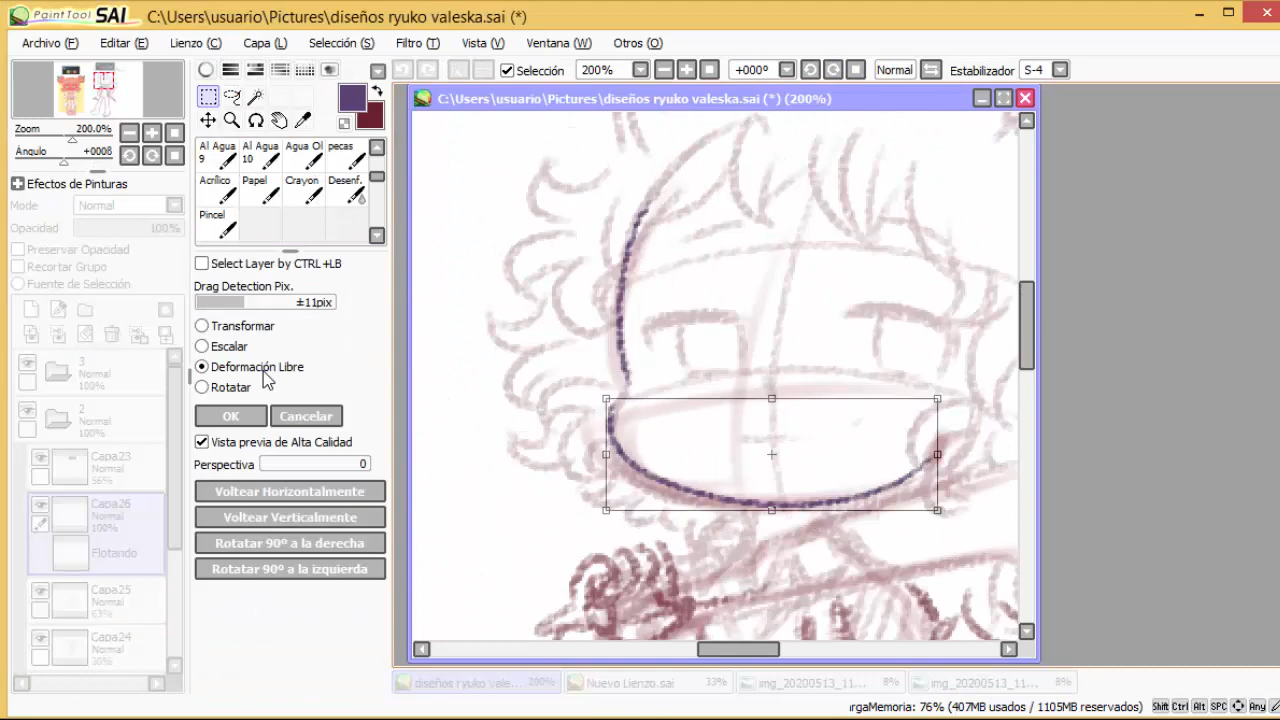 PaintTool SAI C:\Users\usuario\Pictures\diseños ryuko valeska.sai (*)
Archivo (F) Editar (E) Lienzo (C) Capa (L) Selección (S) Filtro (T) Vista (V) Ventana (W) Otros (O)
Selección 200% +000º Normal Estabilizador S-4
C:\Users\usuario\Pictures\diseños ryuko valeska.sai (*) (200%)
Zoom 200.0%
Ángulo +000ß
Efectos de Pinturas
Mode Normal
Opacidad 100%
Preservar Opacidad
Recortar Grupo
Fuente de Selección
3
Normal
100%
2
Normal
100%
Capa23
Normal
56%
Capa26
Normal
100%
Flotando
Capa25
Normal
63%
Capa24
Normal
30%
Al Agua 9
Al Agua 10
Agua Ol
pecas
Acrílico
Papel
Crayon
Desenf.
Pincel
Select Layer by CTRL+LB
Drag Detection Pix.
±11pix
Transformar
Escalar
Deformación Libre
Rotatar
OK Cancelar
Vista previa de Alta Calidad
Perspectiva 0
Voltear Horizontalmente
Voltear Verticalmente
Rotatar 90º a la derecha
Rotatar 90º a la izquierda
diseños ryuko vale... 200% Nuevo Lienzo.sai 33% img_20200513_11... 8% img_20200513_11... 8%
urgaMemoria: 76% (407MB usados / 1105MB reservados) Shift Ctrl Alt SPC Any